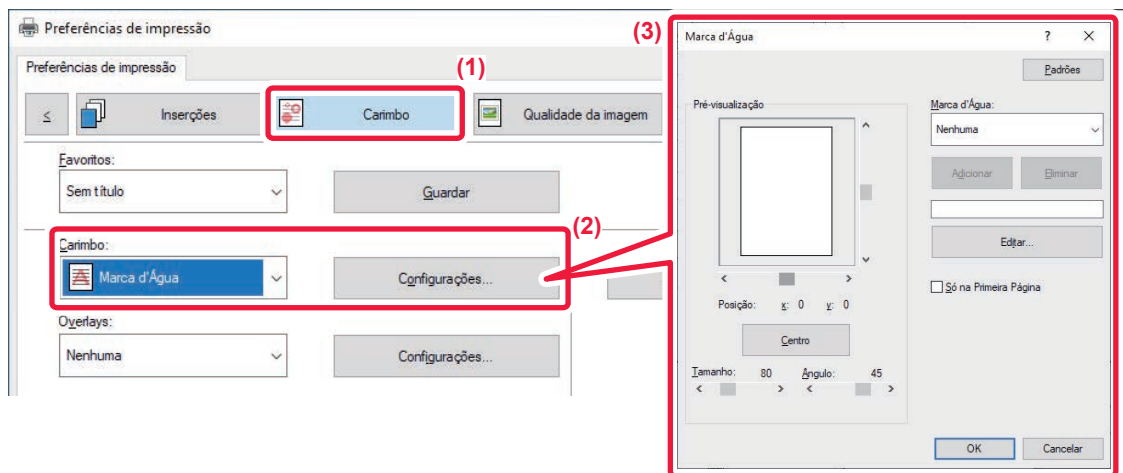 Preferências de impressão
Preferências de impressão
(1)
≤
Inserções
Carimbo
Qualidade da imagem
Favoritos:
Sem título
Guardar
(2)
Carimbo:
Marca d'Água
Configurações...
Overlays:
Nenhuma
Configurações...
(3)
Marca d'Água
?
Padrões
Pré-visualização
Marca d'Água:
Nenhuma
Adicionar
Eliminar
Editar...
Só na Primeira Página
Posição: x: 0 y: 0
Centro
Tamanho: 80 Ângulo: 45
OK
Cancelar